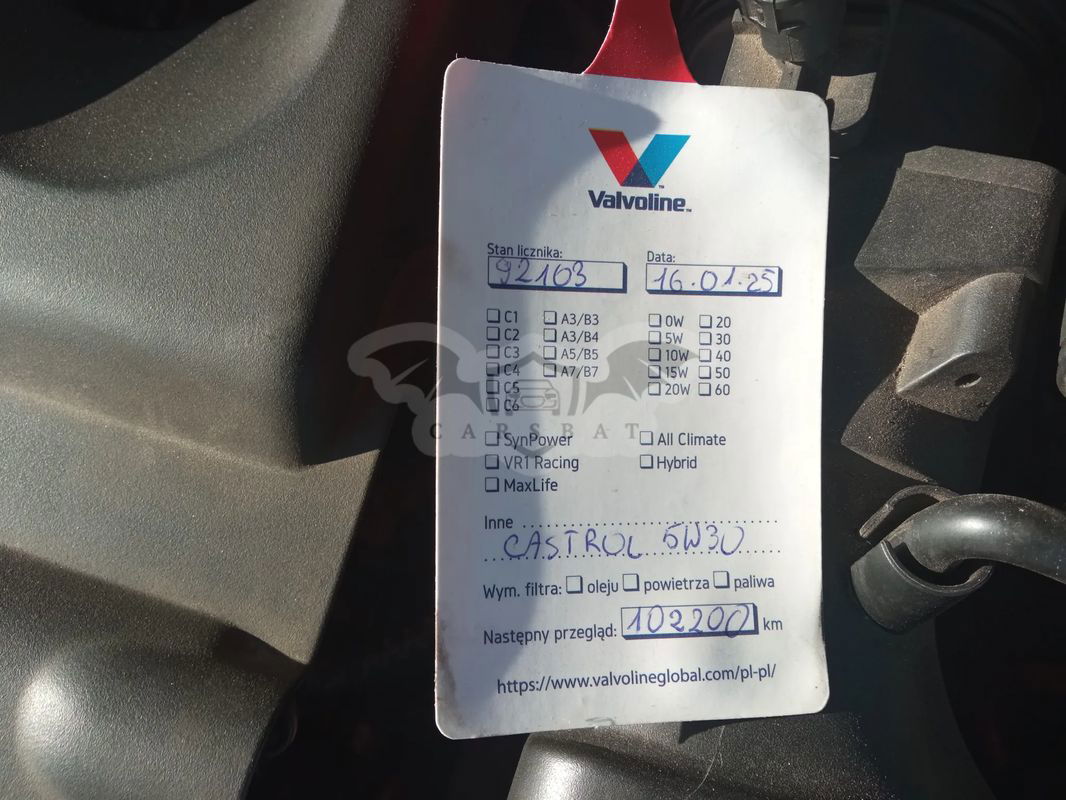 Valvoline™
Stan licznika: Data:
92103 16.01.25
C1 A3/B3 0W 20
C2 A3/B4 5W 30
C3 A5/B5 10W 40
C4 A7/B7 15W 50
C5 20W 60
C6
CARSBAT
SynPower All Climate
VR1 Racing Hybrid
MaxLife
Inne
CASTROL 5W30
Wym. filtra: oleju powietrza paliwa
Następny przegląd: 102200 km
https://www.valvolineglobal.com/pl-pl/